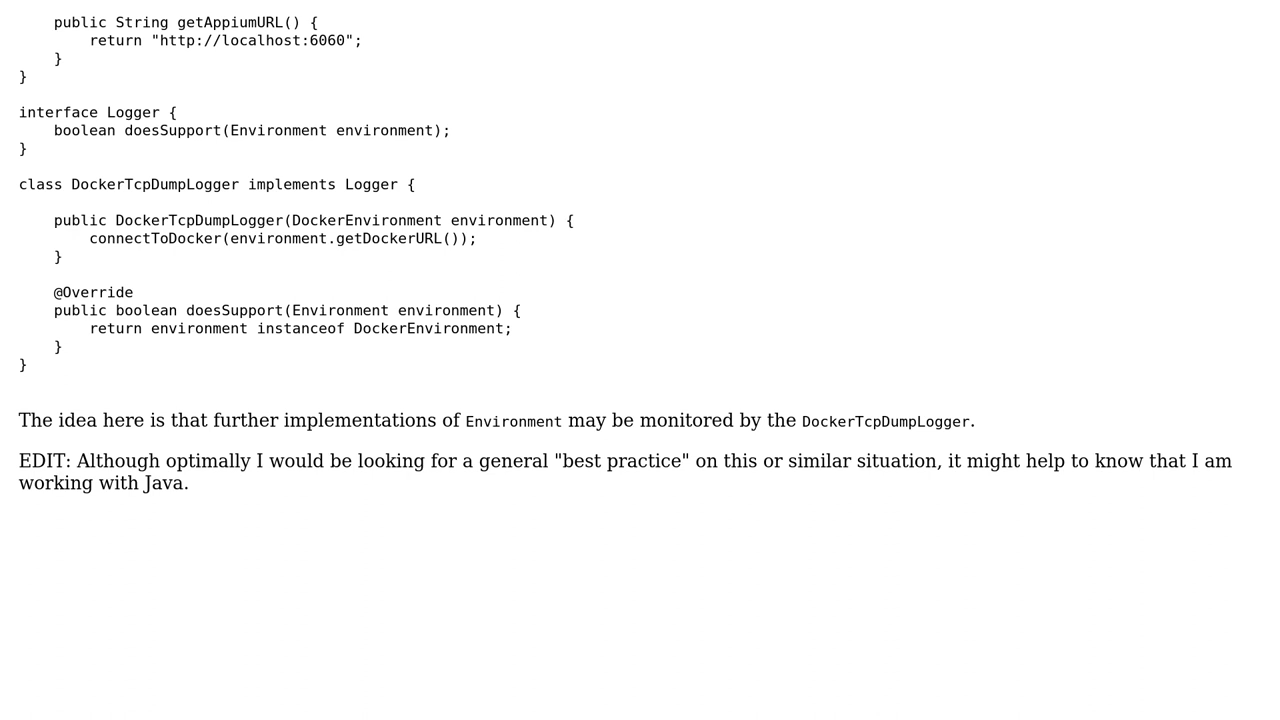 public String getAppiumURL() {
        return "http://localhost:6060";
    }
}

interface Logger {
    boolean doesSupport(Environment environment);
}

class DockerTcpDumpLogger implements Logger {

    public DockerTcpDumpLogger(DockerEnvironment environment) {
        connectToDocker(environment.getDockerURL());
    }

    @Override
    public boolean doesSupport(Environment environment) {
        return environment instanceof DockerEnvironment;
    }
}

The idea here is that further implementations of Environment may be monitored by the DockerTcpDumpLogger.

EDIT: Although optimally I would be looking for a general "best practice" on this or similar situation, it might help to know that I am
working with Java.